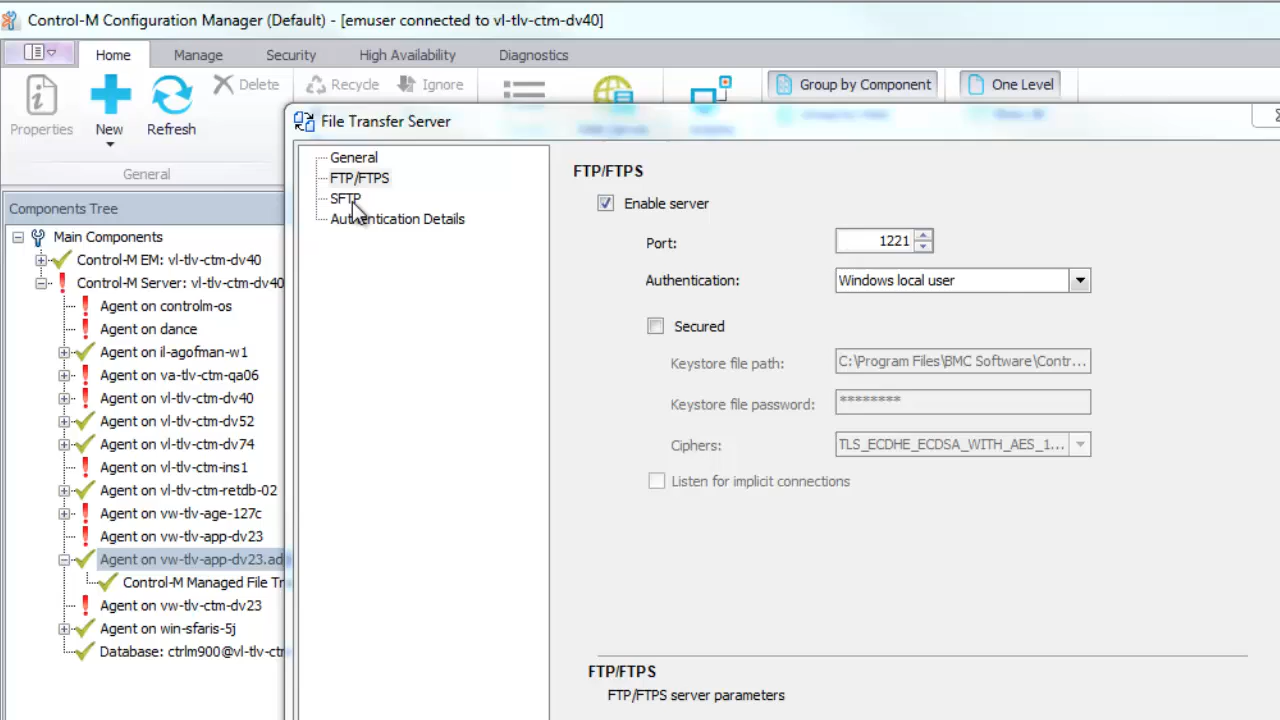 Control-M Configuration Manager (Default) - [emuser connected to vl-tlv-ctm-dv40]
Home Manage Security High Availability Diagnostics
Properties New Refresh Delete Recycle Ignore Group by Component One Level
General
Components Tree
Main Components
Control-M EM: vl-tlv-ctm-dv40
Control-M Server: vl-tlv-ctm-dv40
Agent on controlm-os
Agent on dance
Agent on il-agofman-w1
Agent on va-tlv-ctm-qa06
Agent on vl-tlv-ctm-dv40
Agent on vl-tlv-ctm-dv52
Agent on vl-tlv-ctm-dv74
Agent on vl-tlv-ctm-ins1
Agent on vl-tlv-ctm-retdb-02
Agent on vw-tlv-age-127c
Agent on vw-tlv-app-dv23
Agent on vw-tlv-app-dv23.ad
Control-M Managed File Tr
Agent on vw-tlv-ctm-dv23
Agent on win-sfaris-5j
Database: ctrlm900@vl-tlv-ctr
File Transfer Server
General
FTP/FTPS
SFTP
Authentication Details
FTP/FTPS
Enable server
Port: 1221
Authentication: Windows local user
Secured
Keystore file path: C:\Program Files\BMC Software\Contr...
Keystore file password: ********
Ciphers: TLS_ECDHE_ECDSA_WITH_AES_1...
Listen for implicit connections
FTP/FTPS
FTP/FTPS server parameters